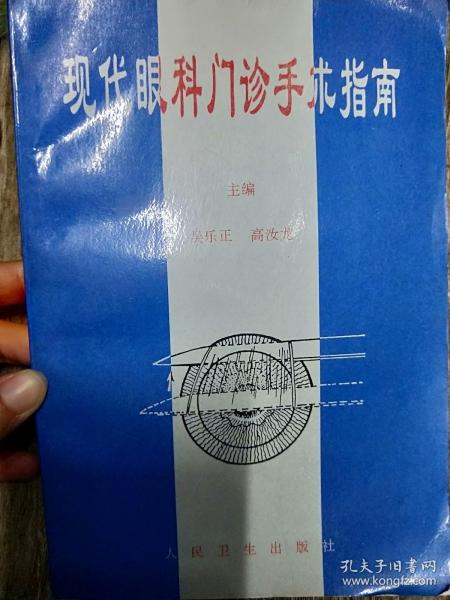 现代眼科门诊手术指南
主编
吴乐正 高汝龙
人民卫生出版社
孔夫子旧书网
www.kongfz.com